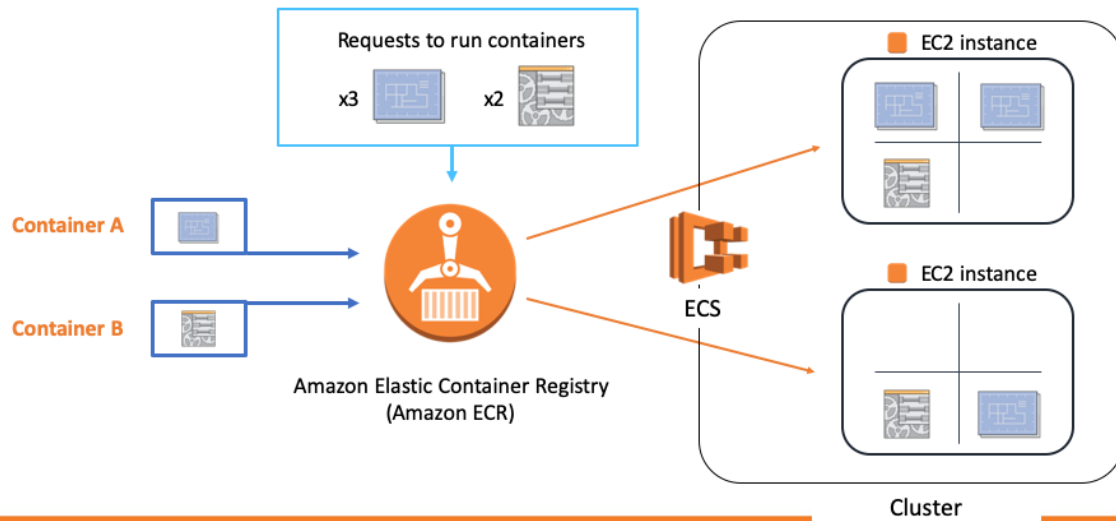 Requests to run containers
x3
x2
Container A
Container B
Amazon Elastic Container Registry
(Amazon ECR)
ECS
EC2 instance
EC2 instance
Cluster